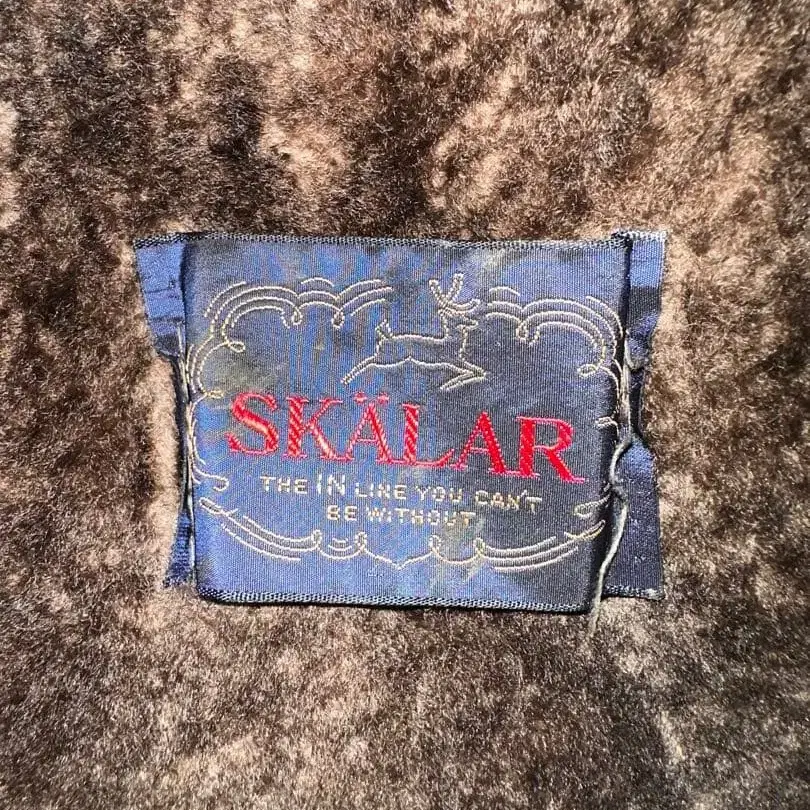 SKÄLAR
THE IN LINE YOU CAN'T
BE WITHOUT